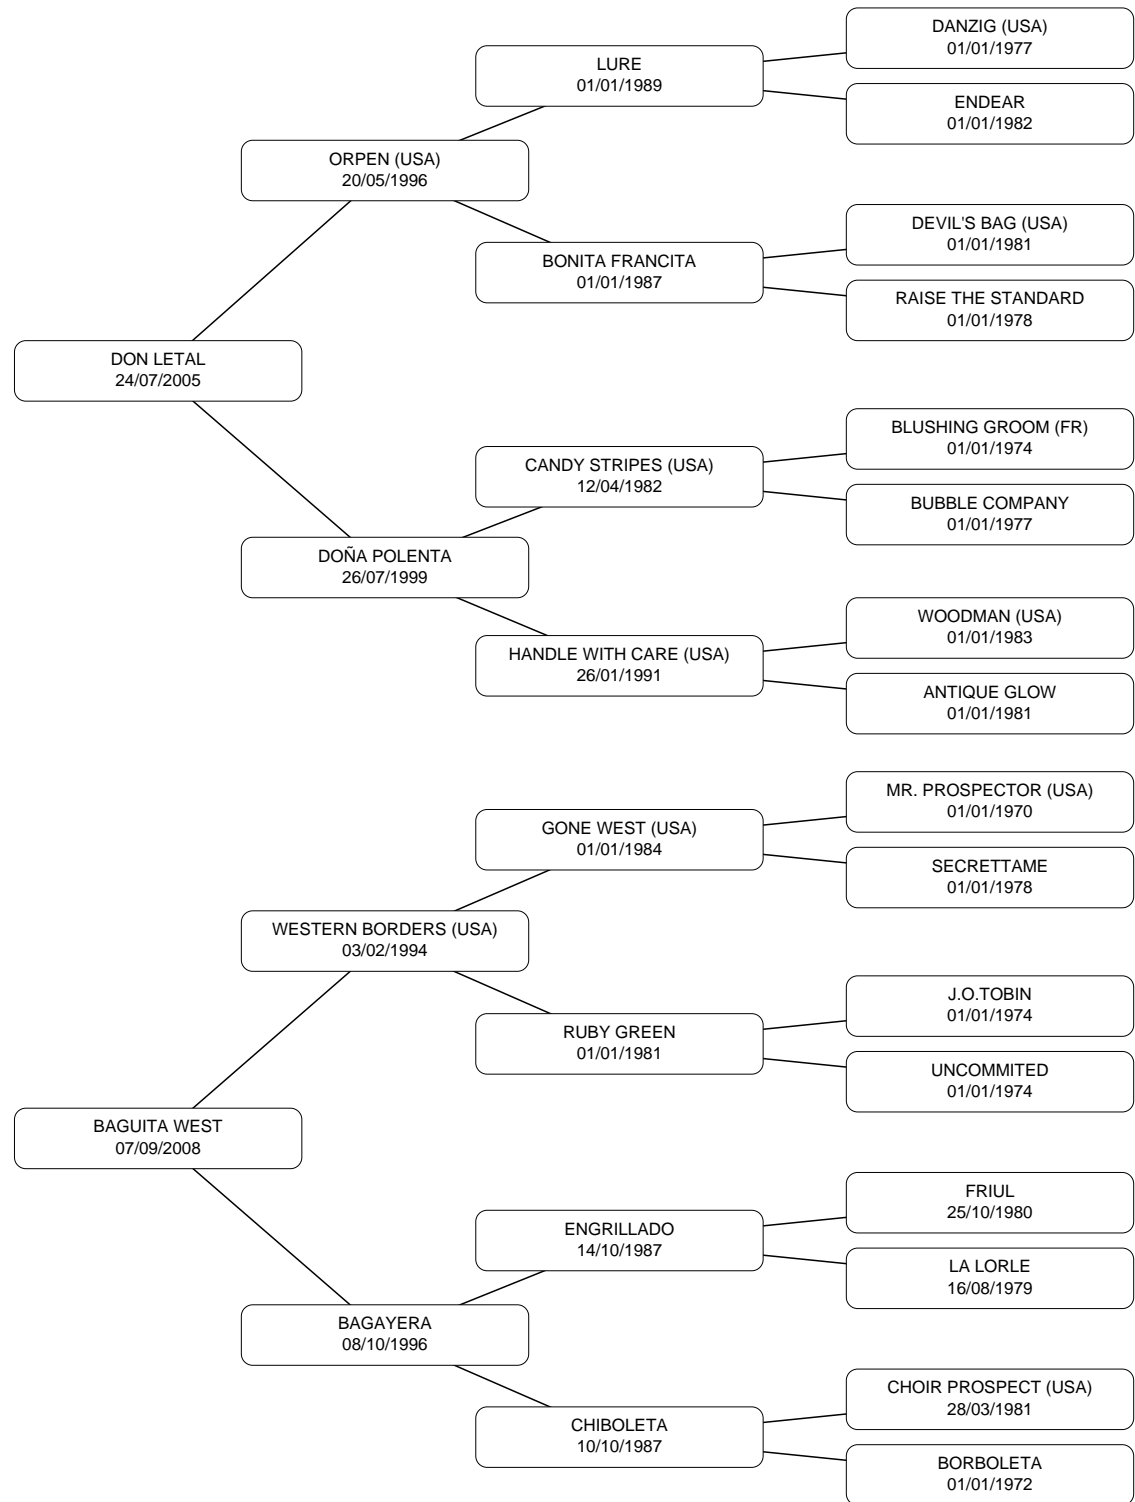 DANZIG (USA)
01/01/1977
LURE
01/01/1989
ENDEAR
01/01/1982
ORPEN (USA)
20/05/1996
DEVIL'S BAG (USA)
01/01/1981
BONITA FRANCITA
01/01/1987
RAISE THE STANDARD
01/01/1978
DON LETAL
24/07/2005
BLUSHING GROOM (FR)
01/01/1974
CANDY STRIPES (USA)
12/04/1982
BUBBLE COMPANY
01/01/1977
DOÑA POLENTA
26/07/1999
WOODMAN (USA)
01/01/1983
HANDLE WITH CARE (USA)
26/01/1991
ANTIQUE GLOW
01/01/1981
MR. PROSPECTOR (USA)
01/01/1970
GONE WEST (USA)
01/01/1984
SECRETTAME
01/01/1978
WESTERN BORDERS (USA)
03/02/1994
J.O.TOBIN
01/01/1974
RUBY GREEN
01/01/1981
UNCOMMITED
01/01/1974
BAGUITA WEST
07/09/2008
FRIUL
25/10/1980
ENGRILLADO
14/10/1987
LA LORLE
16/08/1979
BAGAYERA
08/10/1996
CHOIR PROSPECT (USA)
28/03/1981
CHIBOLETA
10/10/1987
BORBOLETA
01/01/1972